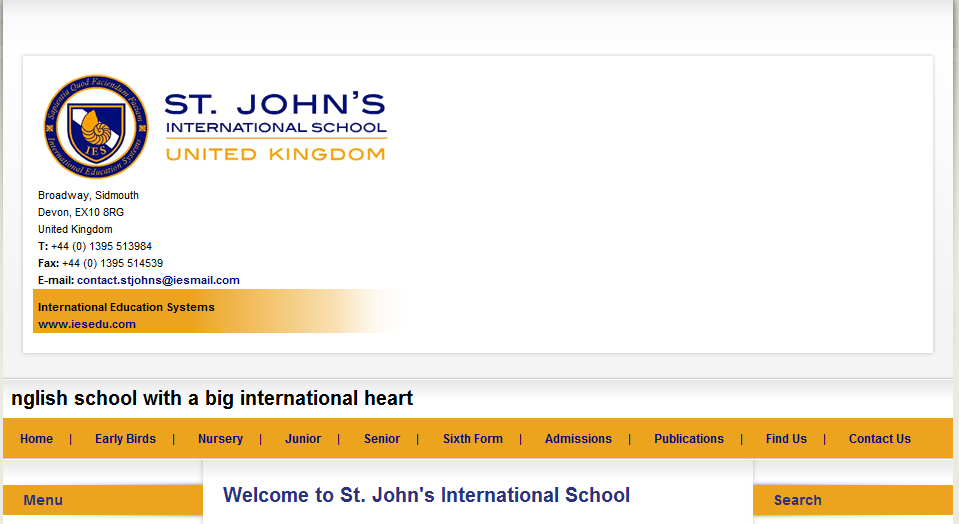 Sapientia Quod Faciendum Faciam
IES
International Education Systems
ST. JOHN'S
INTERNATIONAL SCHOOL
UNITED KINGDOM
Broadway, Sidmouth
Devon, EX10 8RG
United Kingdom
T: +44 (0) 1395 513984
Fax: +44 (0) 1395 514539
E-mail: contact.stjohns@iesmail.com
International Education Systems
www.iesedu.com
nglish school with a big international heart
Home | Early Birds | Nursery | Junior | Senior | Sixth Form | Admissions | Publications | Find Us | Contact Us
Menu
Welcome to St. John's International School
Search